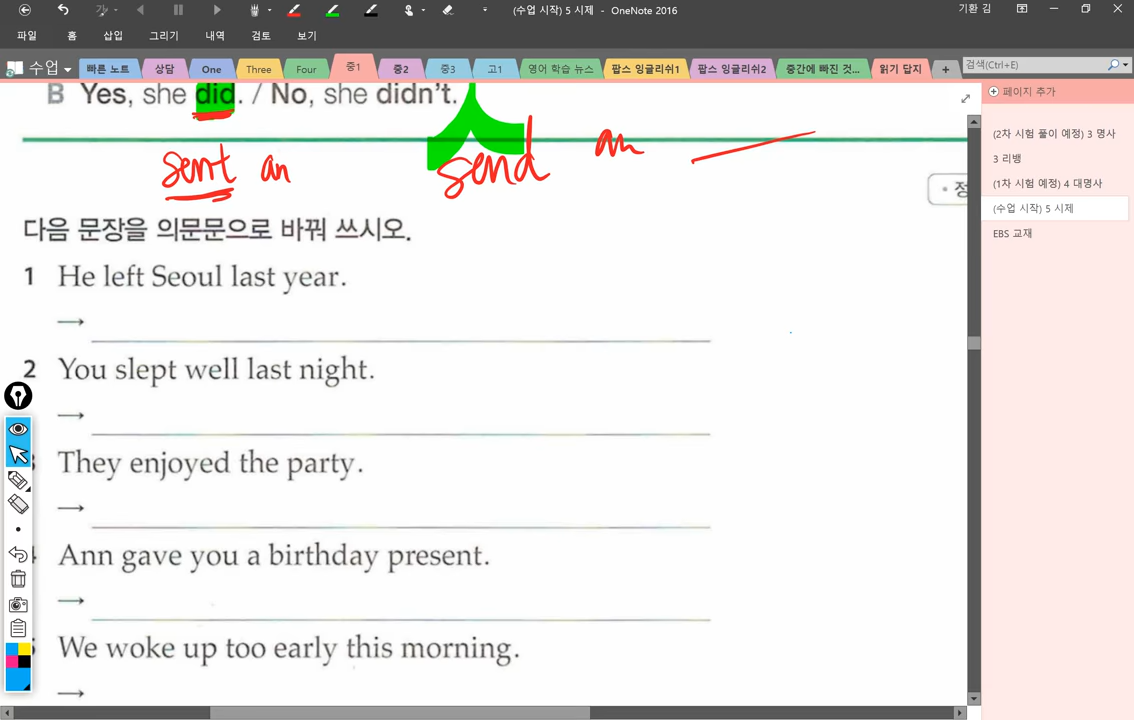 (수업 시작) 5 시제 - OneNote 2016
기환 김
파일 홈 삽입 그리기 내역 검토 보기
수업 빠른 노트 상담 One Three Four 중1 중2 중3 고1 영어 학습 뉴스 팝스 잉글리쉬1 팝스 잉글리쉬2 중간에 빠진 것... 읽기 답지 + 검색(Ctrl+E)
페이지 추가
(2차 시험 풀이 예정) 3 명사
3 리뱅
(1차 시험 예정) 4 대명사
(수업 시작) 5 시제
EBS 교재
B Yes, she did. / No, she didn't.
sent an send an
• 정
다음 문장을 의문문으로 바꿔 쓰시오.
1 He left Seoul last year.
→
2 You slept well last night.
→
3 They enjoyed the party.
→
4 Ann gave you a birthday present.
→
5 We woke up too early this morning.
→